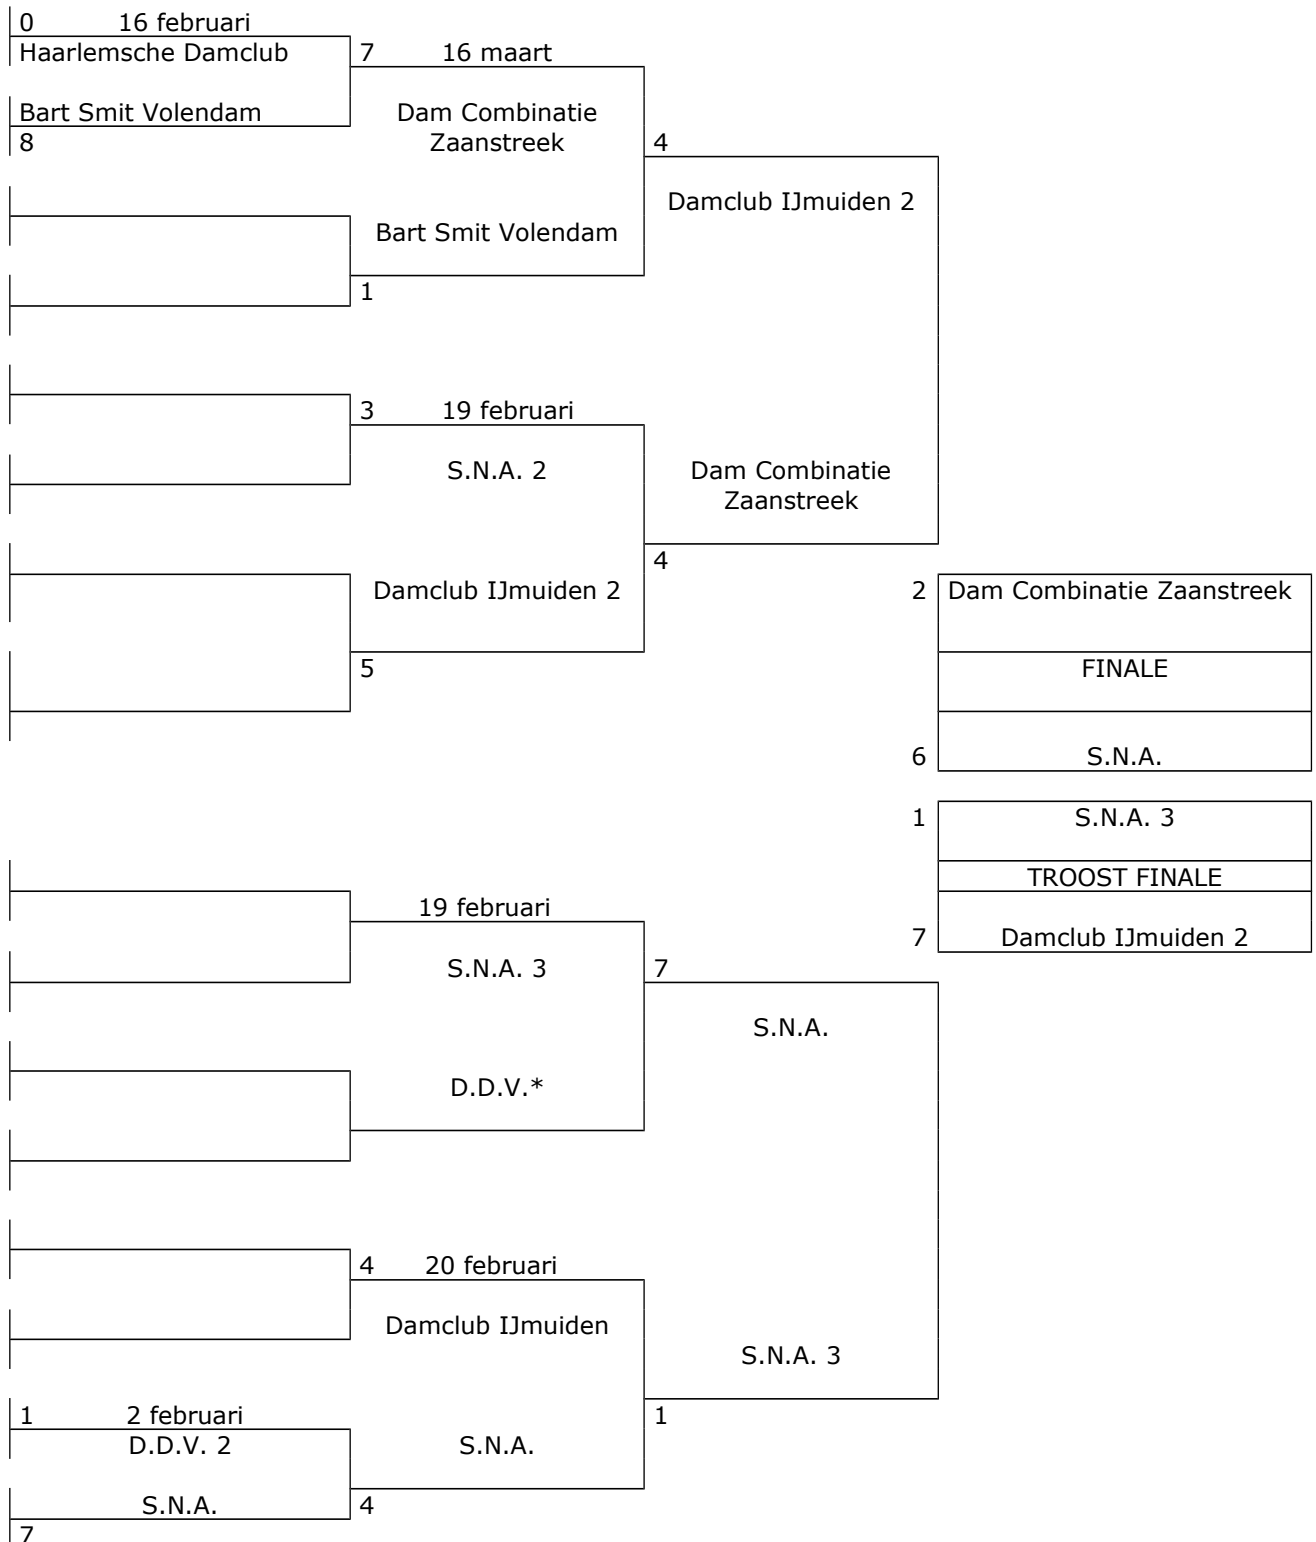 0 16 februari
Haarlemsche Damclub
7 16 maart
Bart Smit Volendam
8
Dam Combinatie
Zaanstreek
4
Damclub IJmuiden 2
Bart Smit Volendam
1
3 19 februari
S.N.A. 2
Dam Combinatie
Zaanstreek
4
Damclub IJmuiden 2
5
2 Dam Combinatie Zaanstreek
FINALE
6 S.N.A.
1 S.N.A. 3
TROOST FINALE
7 Damclub IJmuiden 2
19 februari
S.N.A. 3
7
S.N.A.
D.D.V.*
4 20 februari
Damclub IJmuiden
S.N.A. 3
1
1 2 februari
D.D.V. 2
S.N.A.
S.N.A.
4
7